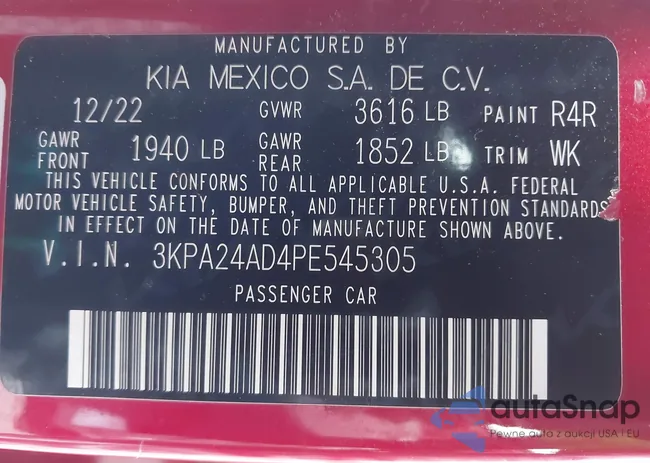 MANUFACTURED BY
KIA MEXICO S.A. DE C.V.
12/22 GVWR 3616 LB PAINT R4R
GAWR FRONT 1940 LB GAWR REAR 1852 LB TRIM WK
THIS VEHICLE CONFORMS TO ALL APPLICABLE U.S.A. FEDERAL
MOTOR VEHICLE SAFETY, BUMPER, AND THEFT PREVENTION STANDARDS
IN EFFECT ON THE DATE OF MANUFACTURE SHOWN ABOVE.
V.I.N. 3KPA24AD4PE545305
PASSENGER CAR
autoSnap
Pewne auta z aukcji USA i EU